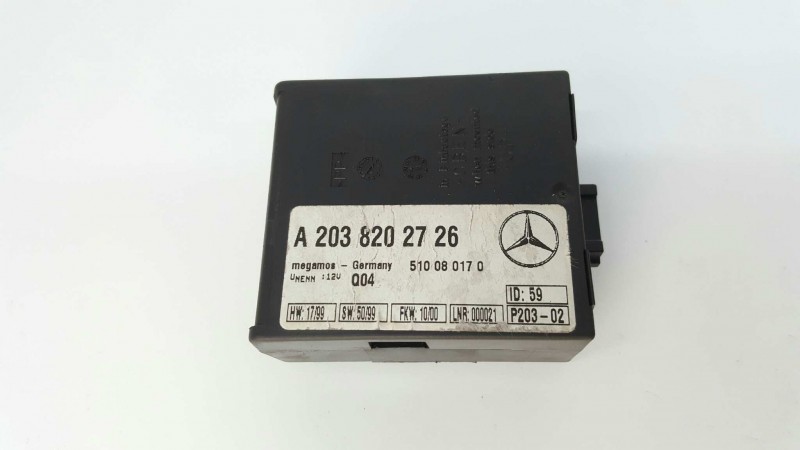 A 203 820 27 26
megamos - Germany 510 08 017 0
UNENN : 12V Q04
ID: 59
HW: 17/99 SW: 50/99 FKW: 10/00 LNR: 000021 P203-02